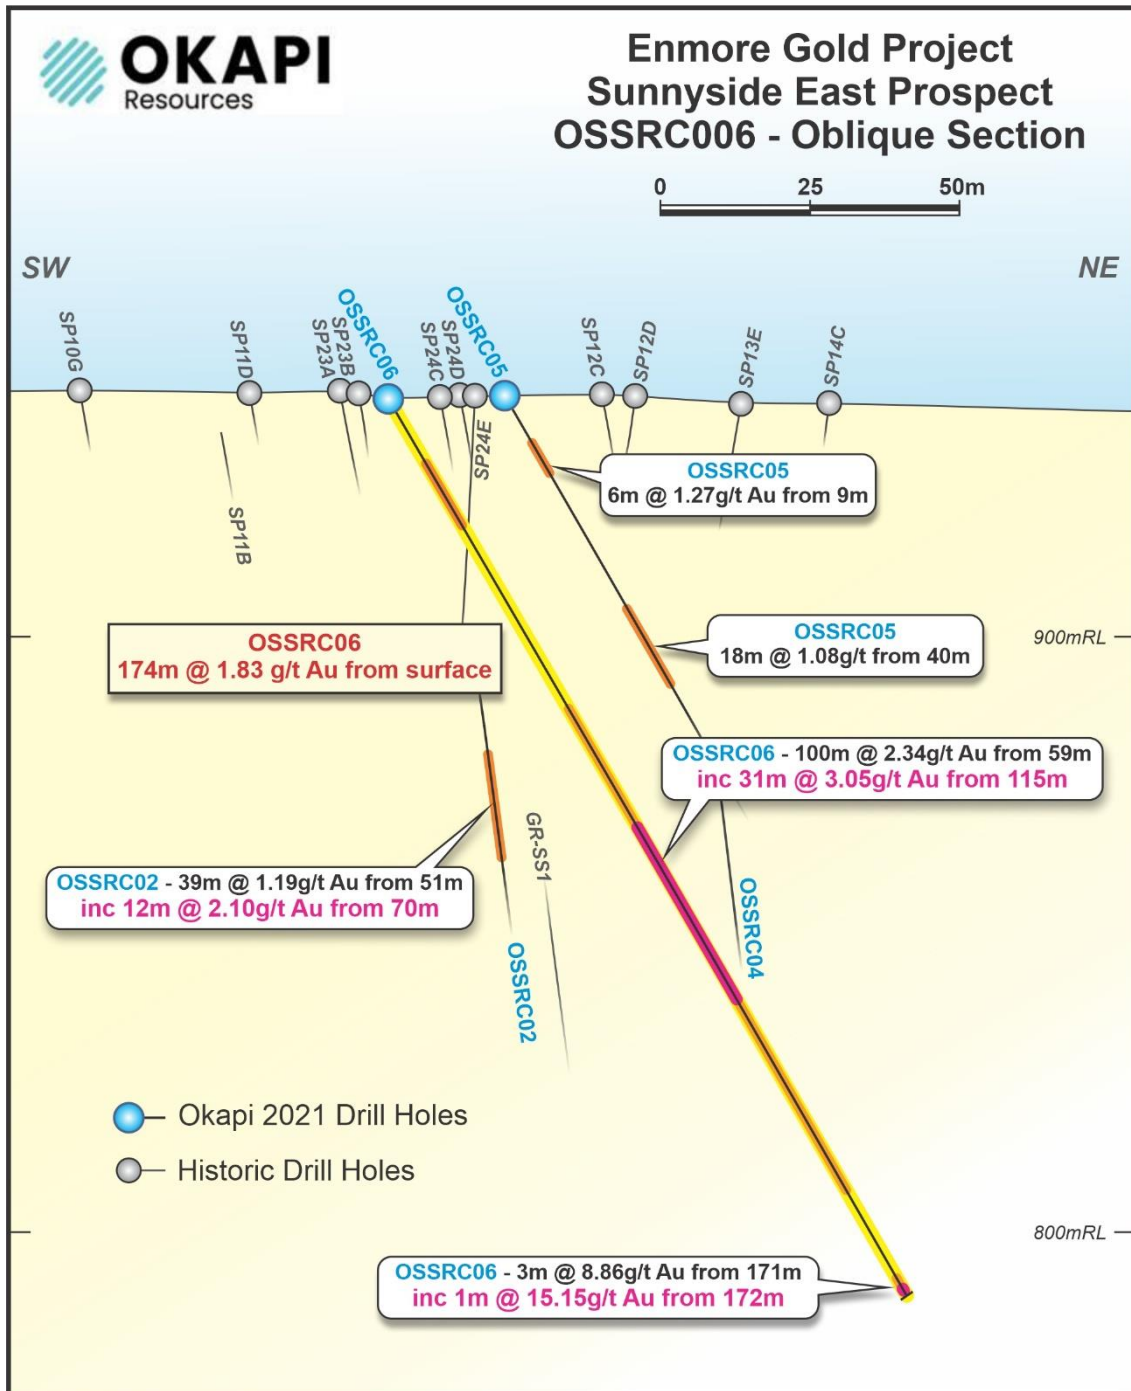 OKAPI
Resources
Enmore Gold Project
Sunnyside East Prospect
OSSRC006 - Oblique Section
0 25 50m
SW
NE
SP10G
SP11D
SP23A
SP23B
OSSRC06
SP24C
SP24D
OSSRC05
SP12C
SP12D
SP13E
SP14C
SP24E
SP11B
OSSRC05
6m @ 1.27g/t Au from 9m
OSSRC06
174m @ 1.83 g/t Au from surface
OSSRC05
18m @ 1.08g/t from 40m
900mRL
OSSRC06 - 100m @ 2.34g/t Au from 59m
inc 31m @ 3.05g/t Au from 115m
GR-SS1
OSSRC02 - 39m @ 1.19g/t Au from 51m
inc 12m @ 2.10g/t Au from 70m
OSSRC04
OSSRC02
Okapi 2021 Drill Holes
Historic Drill Holes
800mRL
OSSRC06 - 3m @ 8.86g/t Au from 171m
inc 1m @ 15.15g/t Au from 172m